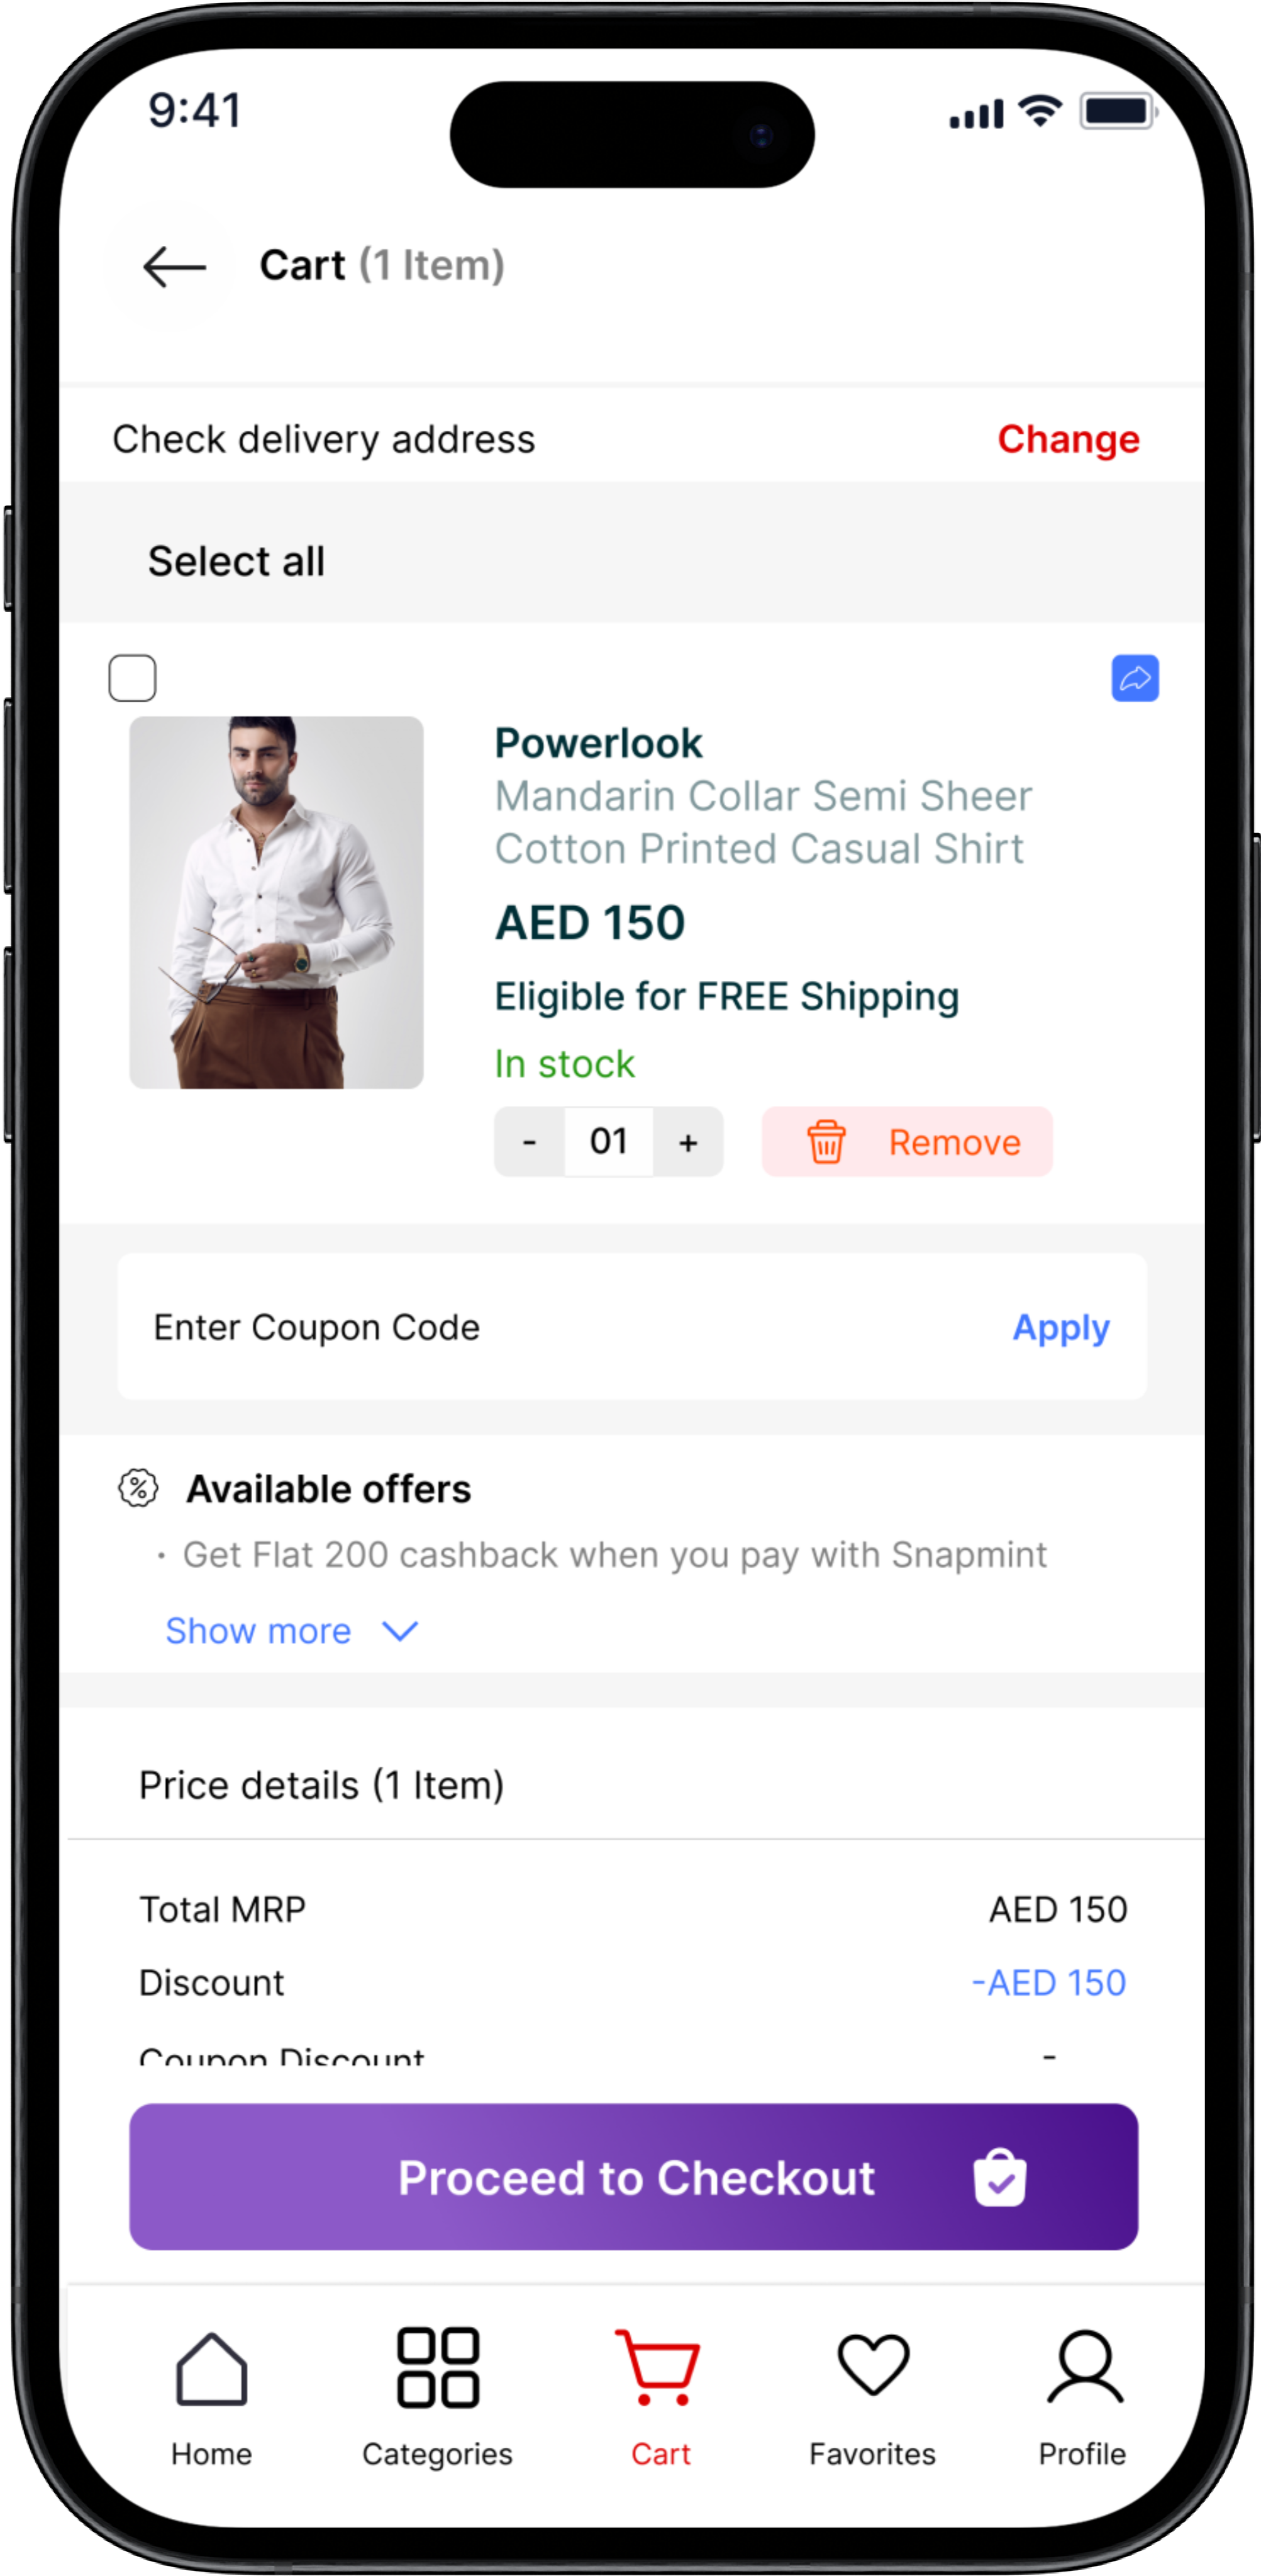 9:41
Cart (1 Item)
Check delivery address Change
Select all
Powerlook
Mandarin Collar Semi Sheer
Cotton Printed Casual Shirt
AED 150
Eligible for FREE Shipping
In stock
- 01 + Remove
Enter Coupon Code Apply
% Available offers
• Get Flat 200 cashback when you pay with Snapmint
Show more
Price details (1 Item)
Total MRP AED 150
Discount -AED 150
Coupon Discount -
Proceed to Checkout
Home Categories Cart Favorites Profile